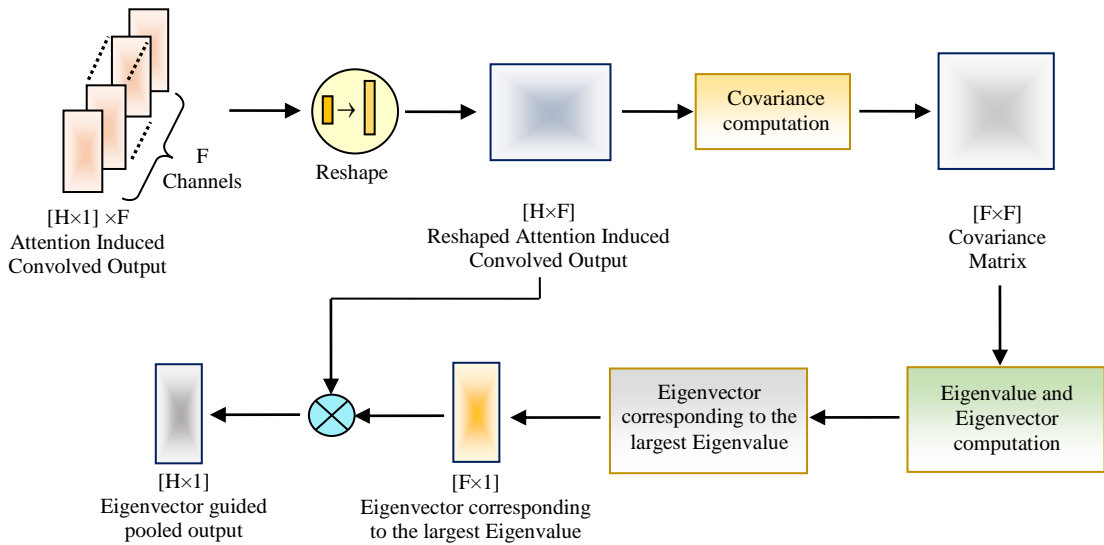 F
Channels
[H×1] ×F
Attention Induced
Convolved Output
Reshape
[H×F]
Reshaped Attention Induced
Convolved Output
Covariance
computation
[F×F]
Covariance
Matrix
Eigenvalue and
Eigenvector
computation
Eigenvector
corresponding to the
largest Eigenvalue
[F×1]
Eigenvector corresponding
to the largest Eigenvalue
[H×1]
Eigenvector guided
pooled output